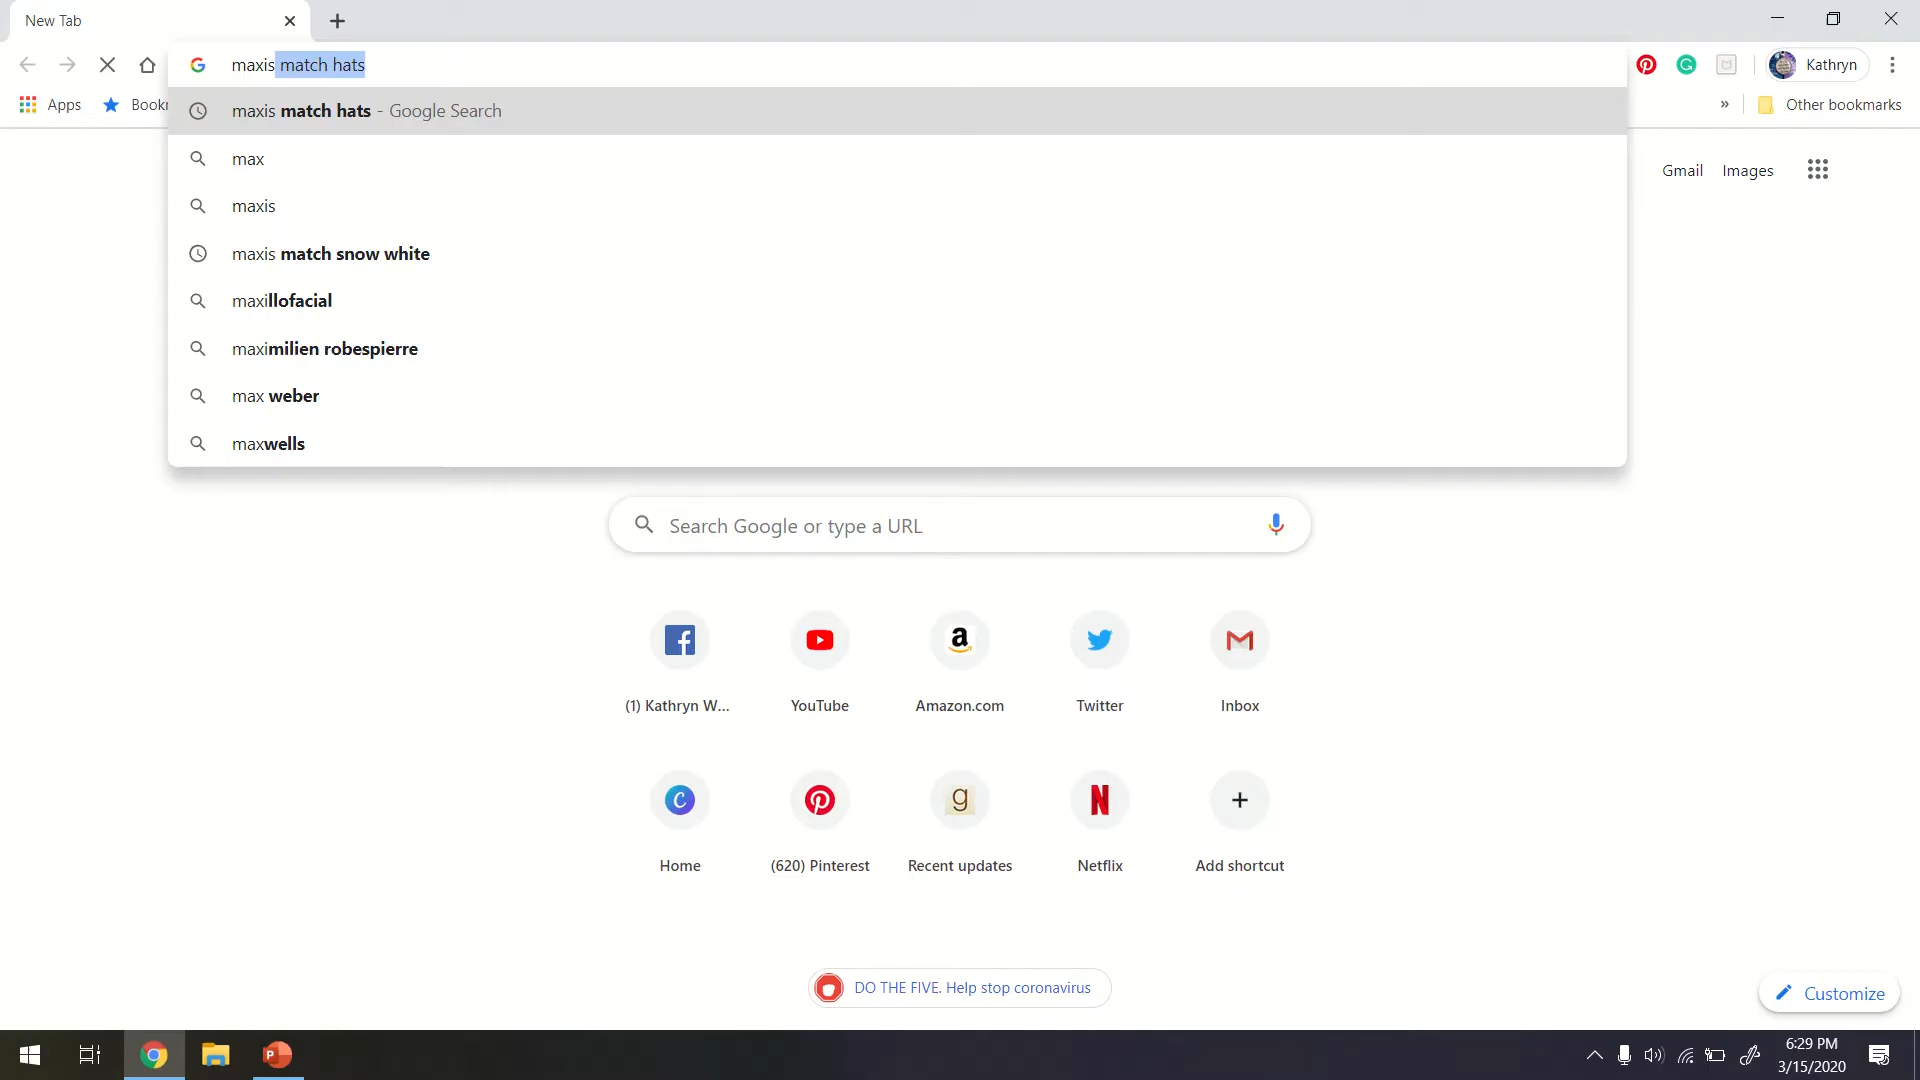 New Tab
maxis match hats
Kathryn
Apps
Bookr
Other bookmarks
maxis match hats - Google Search
max
maxis
maxis match snow white
maxillofacial
maximilien robespierre
max weber
maxwells
Gmail
Images
Search Google or type a URL
(1) Kathryn W...
YouTube
Amazon.com
Twitter
Inbox
Home
(620) Pinterest
Recent updates
Netflix
Add shortcut
DO THE FIVE. Help stop coronavirus
Customize
6:29 PM
3/15/2020